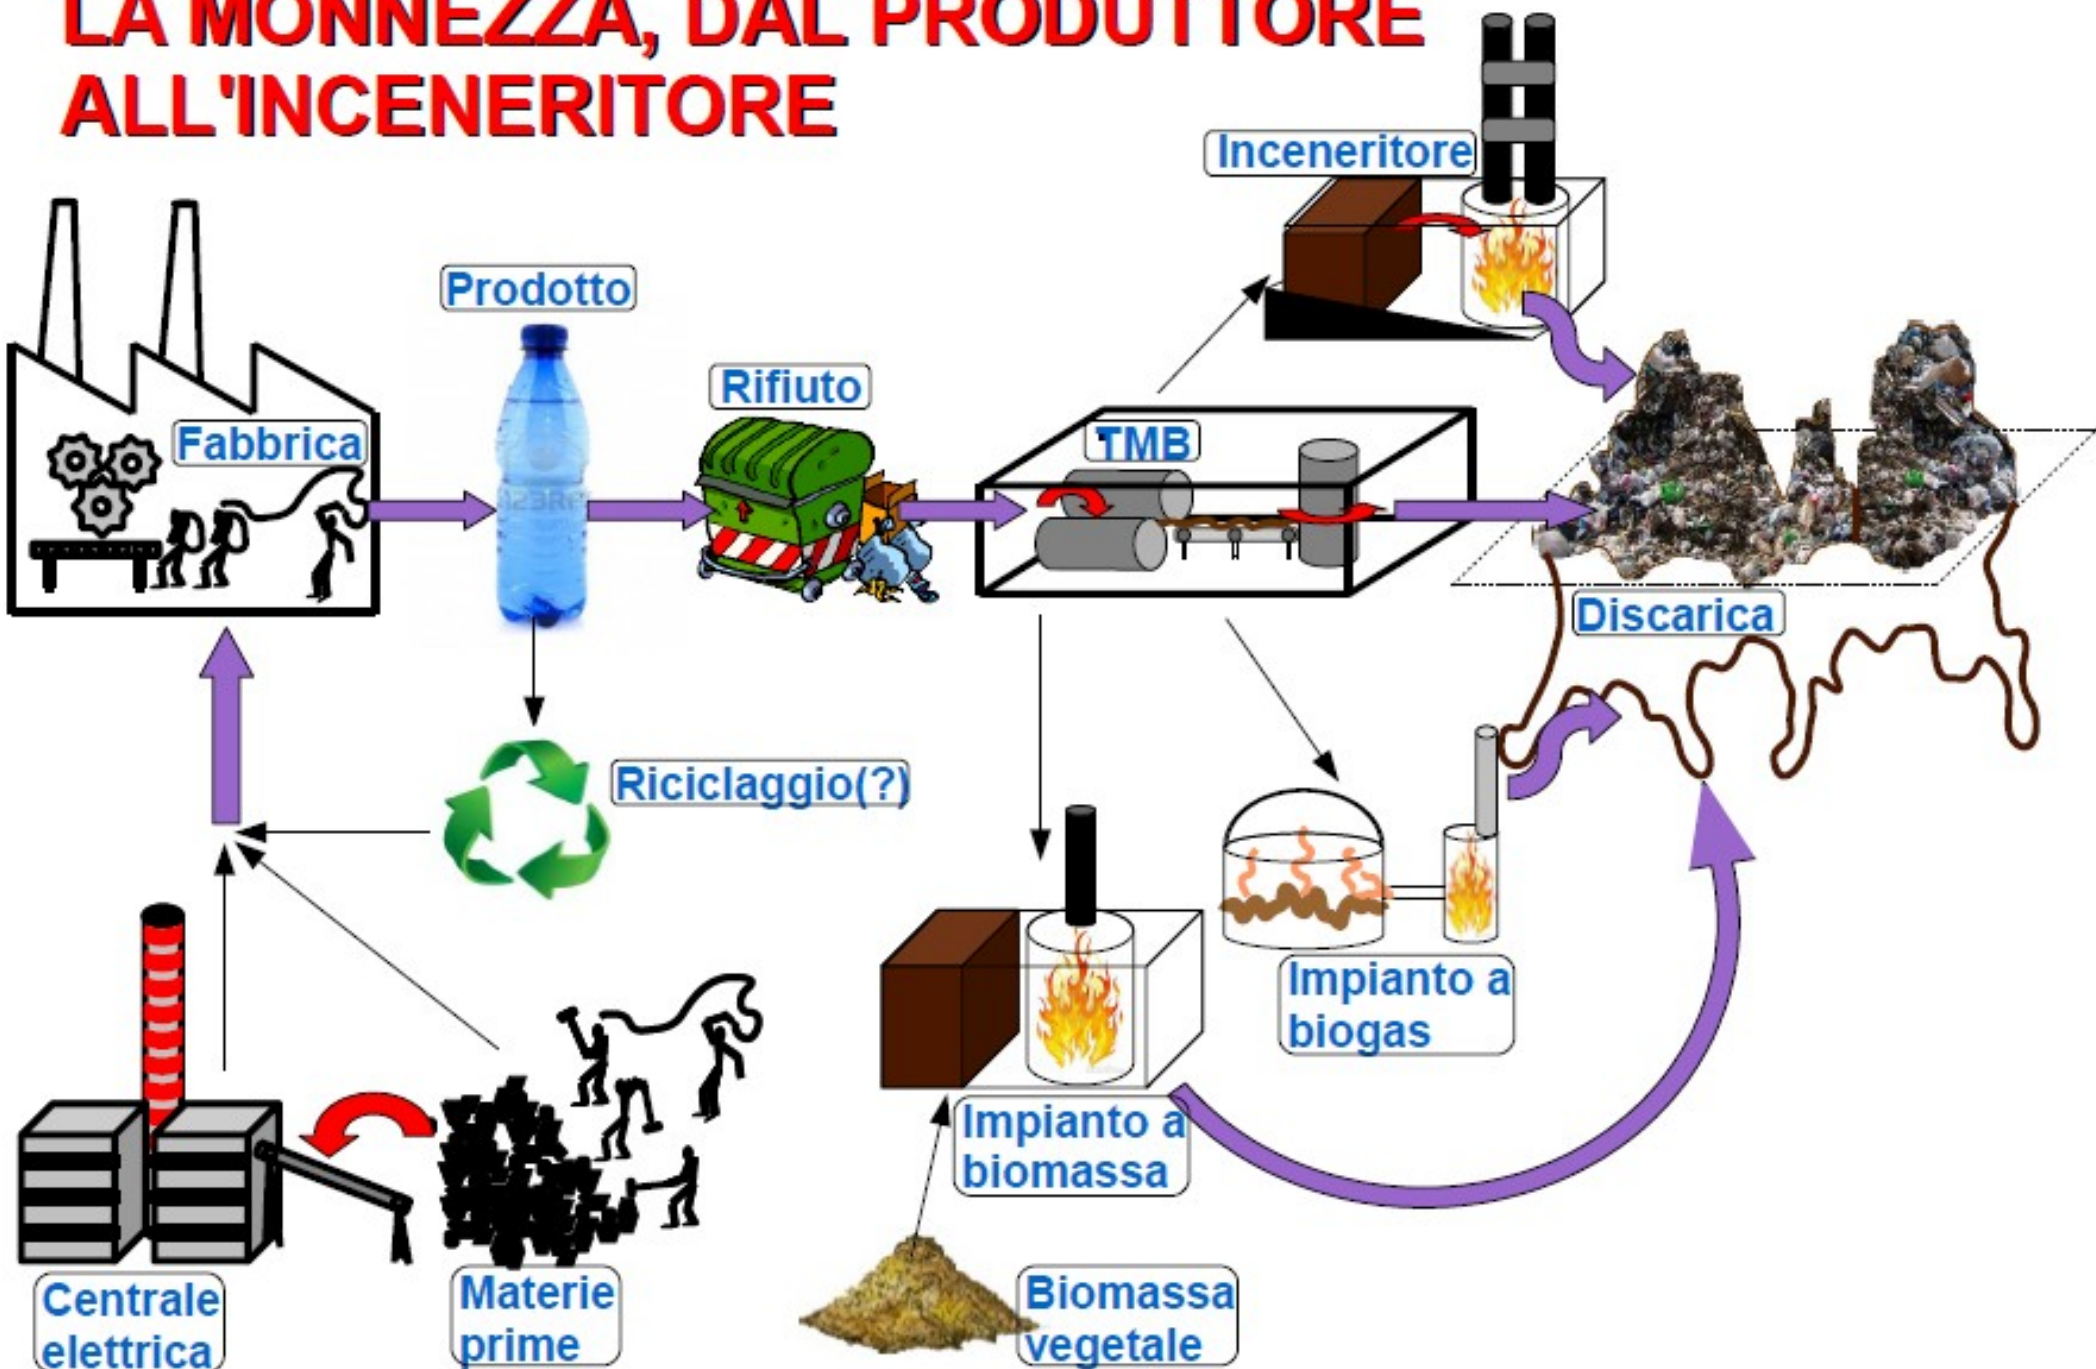 LA MONNEZZA, DAL PRODUTTORE
ALL'INCENERITORE
Inceneritore
Prodotto
Rifiuto
Fabbrica
TMB
123RF
Discarica
Riciclaggio(?)
Impianto a
biogas
Impianto a
biomassa
Centrale
elettrica
Materie
prime
Biomassa
vegetale